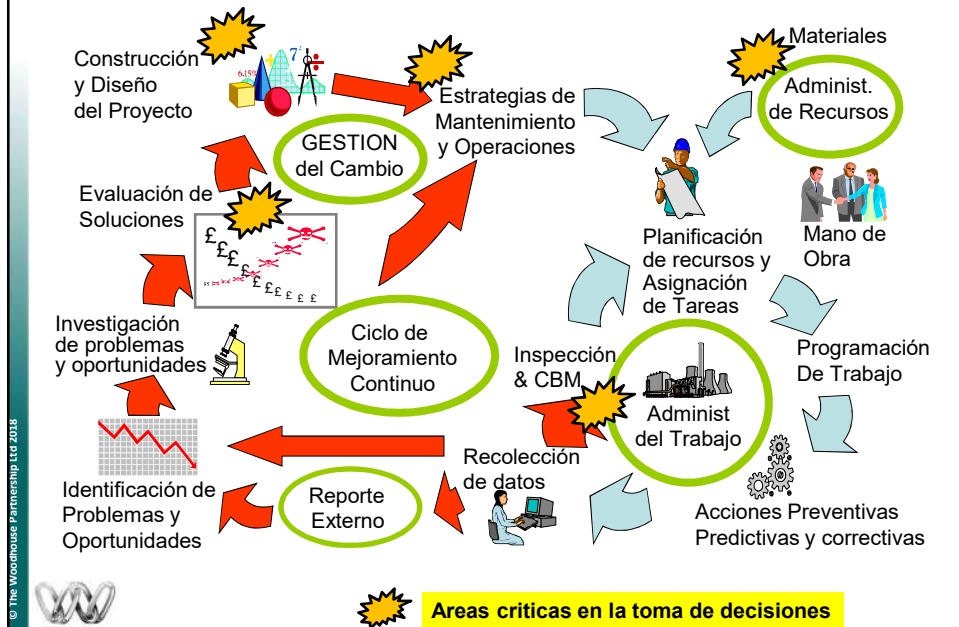 Construcción
y Diseño
del Proyecto
7²
6.15%
GESTION
del Cambio
Estrategias de
Mantenimiento
y Operaciones
Materiales
Administ.
de Recursos
Mano de
Obra
Evaluación de
Soluciones
£ £ £ £ £ £ £ £ £ £ £
Planificación
de recursos y
Asignación
de Tareas
Investigación
de problemas
y oportunidades
Ciclo de
Mejoramiento
Continuo
Inspección
& CBM
Administ
del Trabajo
Programación
De Trabajo
Recolección
de datos
Identificación de
Problemas y
Oportunidades
Reporte
Externo
Acciones Preventivas
Predictivas y correctivas
Areas criticas en la toma de decisiones
© The Woodhouse Partnership Ltd 2018